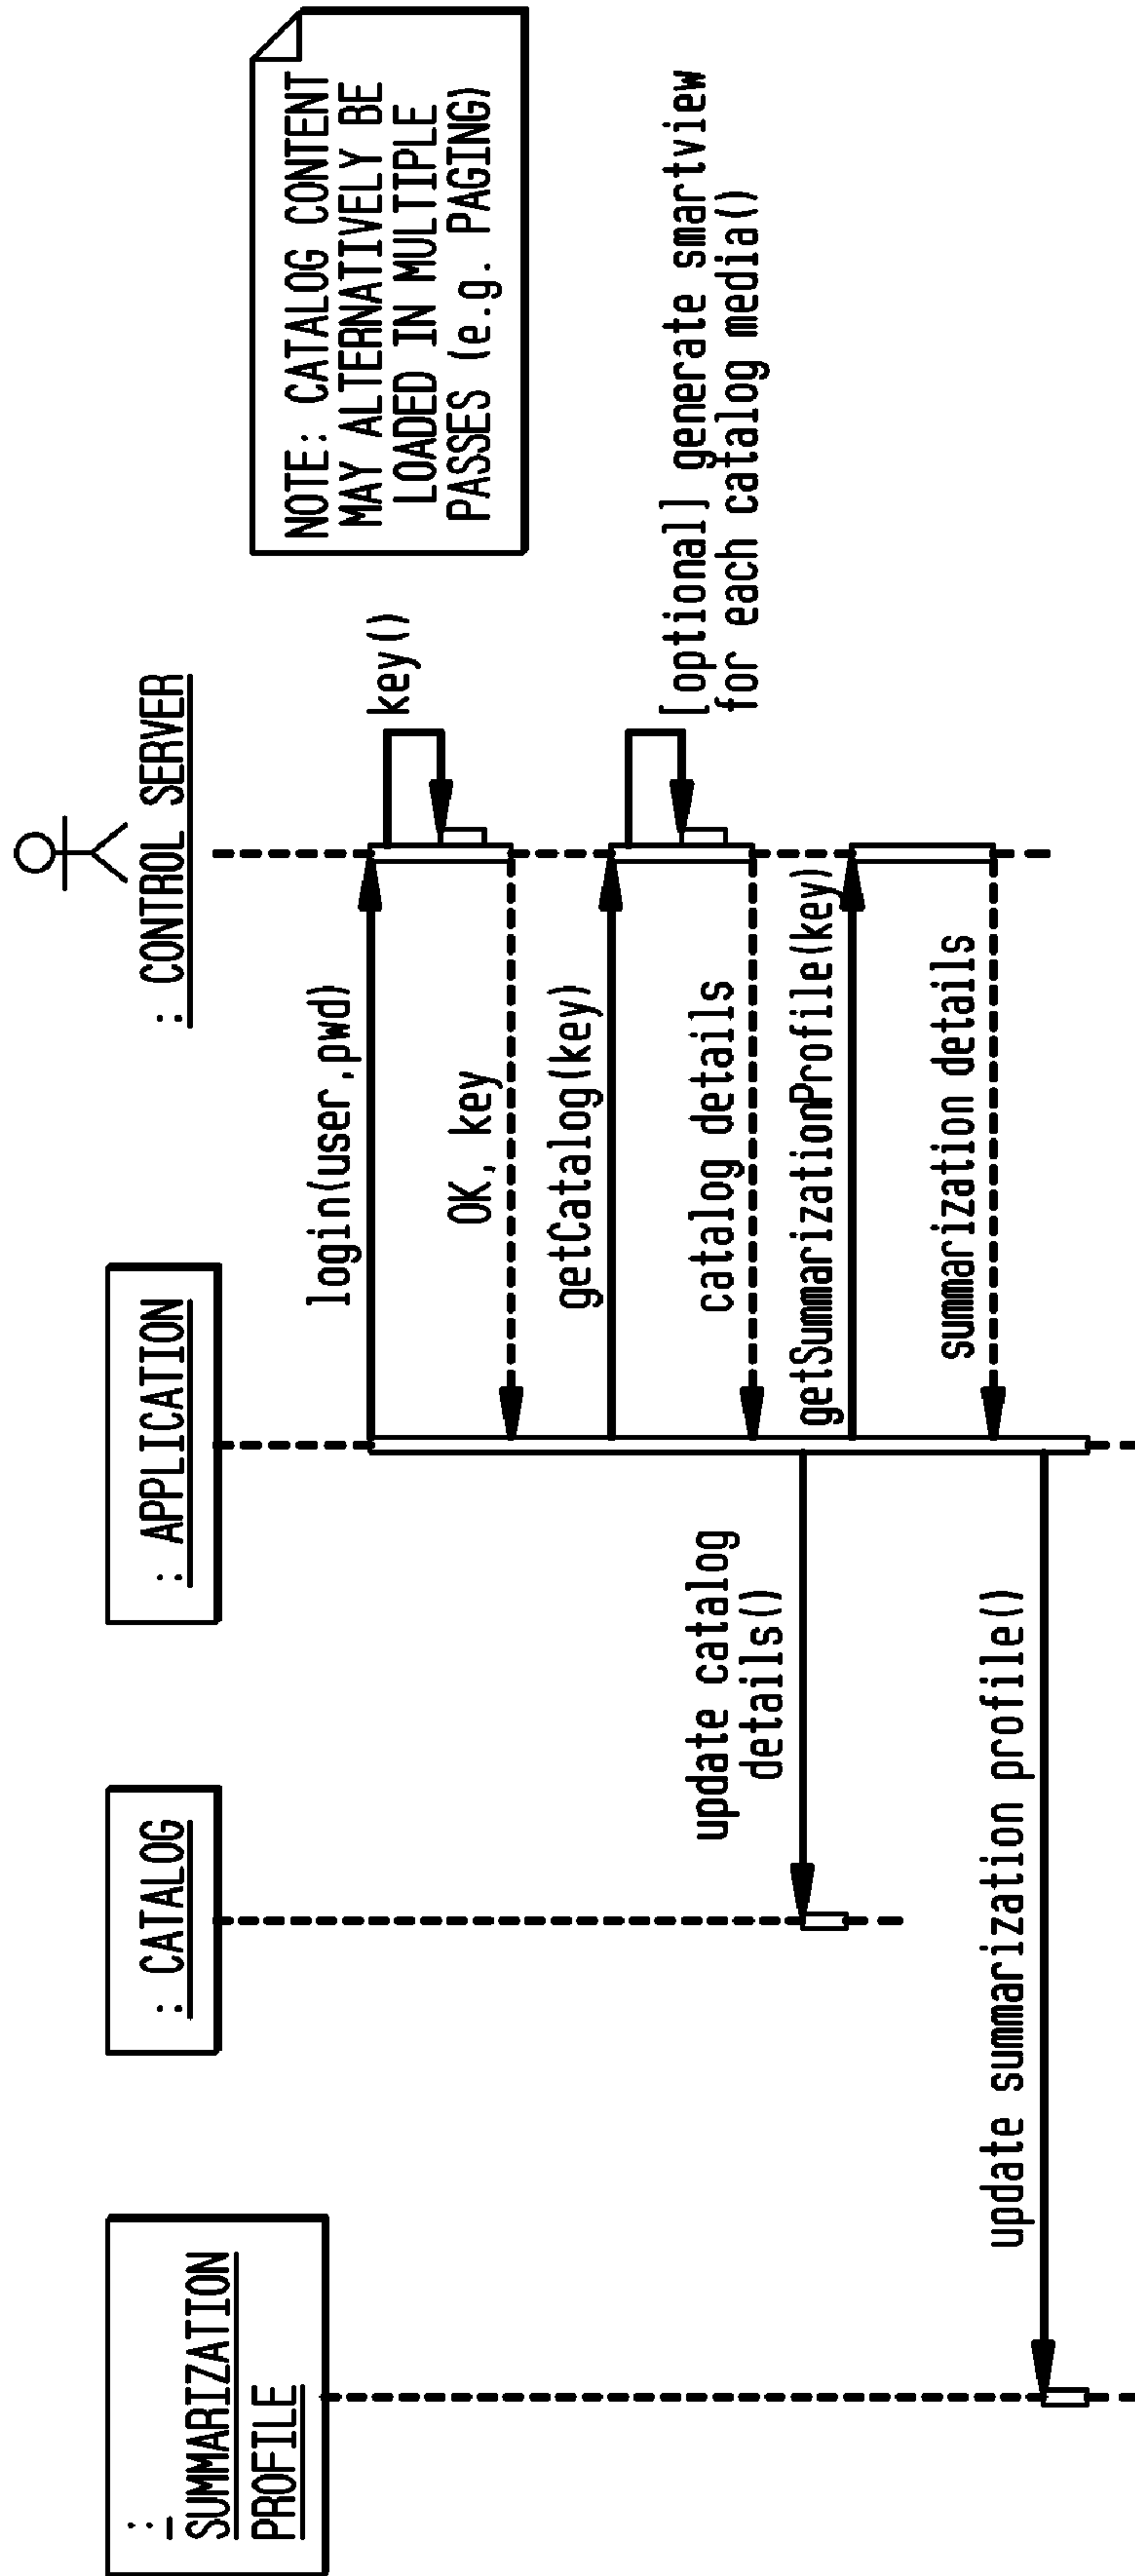 :
SUMMARIZATION
PROFILE
: CATALOG
: APPLICATION
: CONTROL SERVER
NOTE: CATALOG CONTENT
MAY ALTERNATIVELY BE
LOADED IN MULTIPLE
PASSES (e.g. PAGING)
login(user,pwd)
key()
OK, key
getCatalog(key)
[optional] generate smartview
for each catalog media()
catalog details
update catalog
details()
getSummarizationProfile(key)
summarization details
update summarization profile()